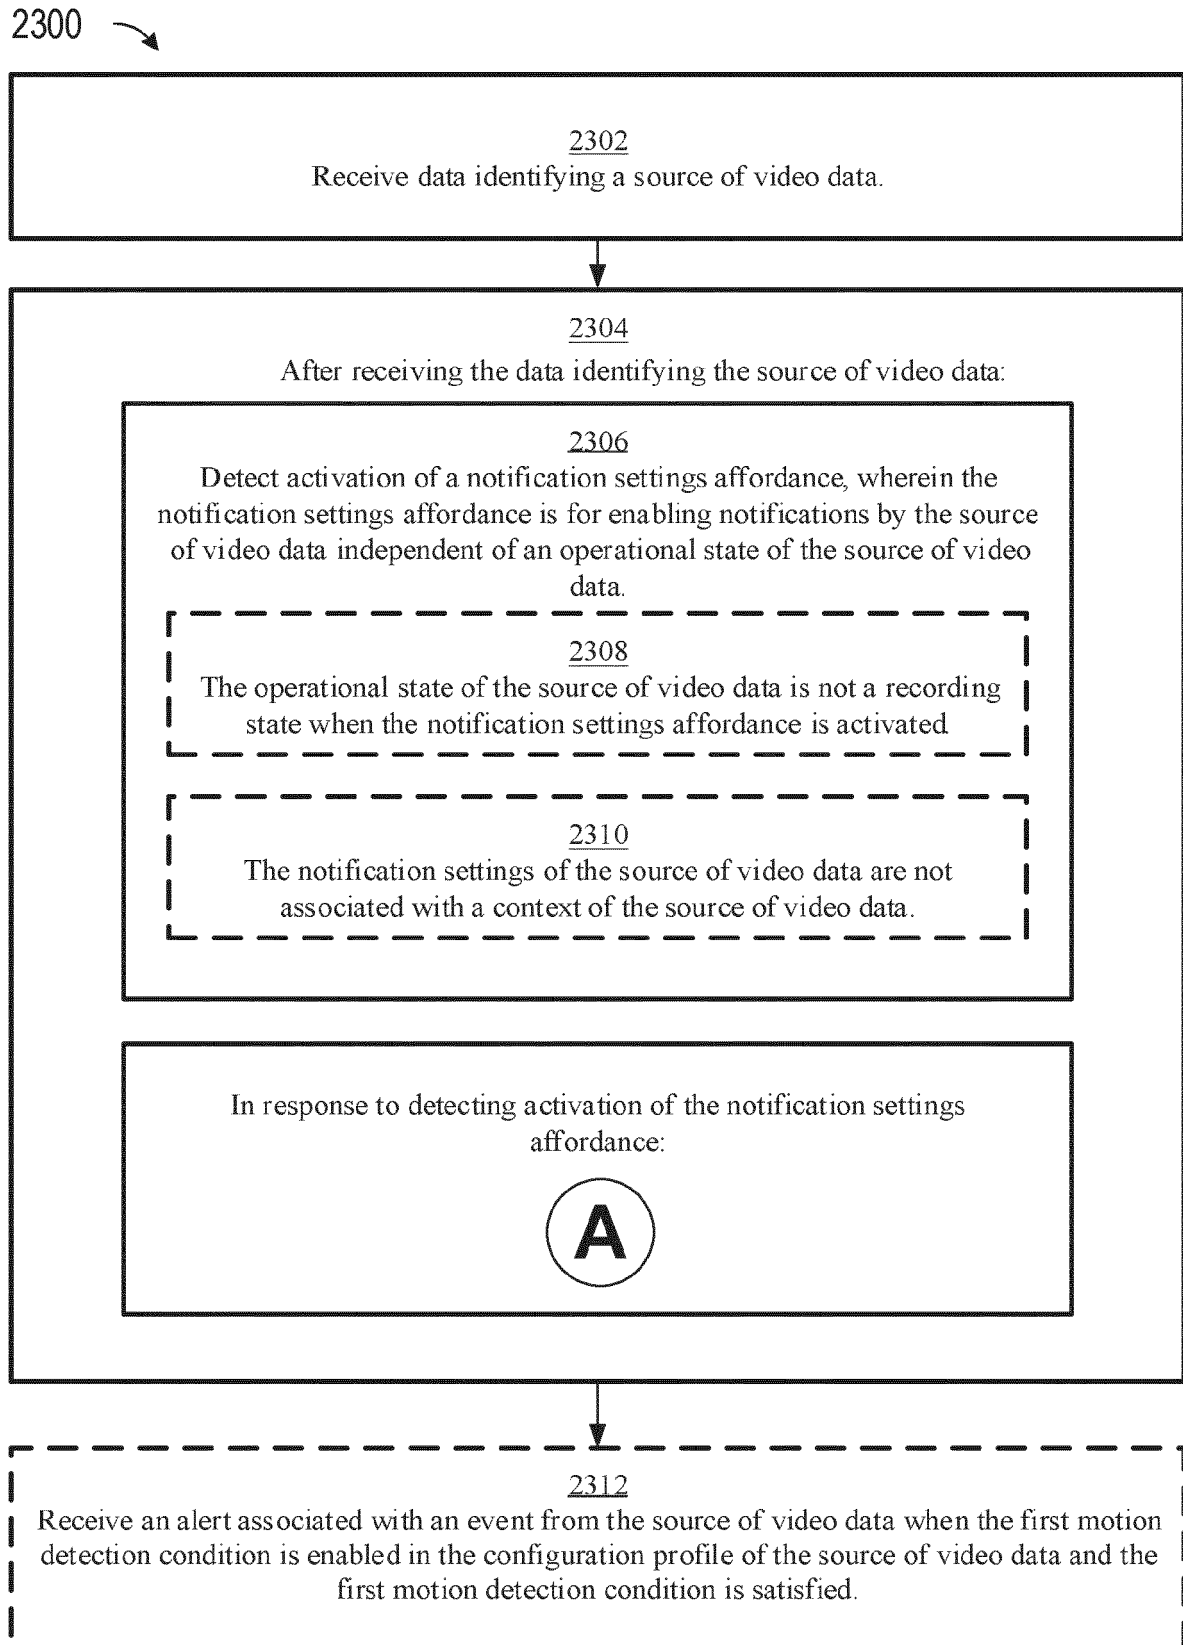 2300
2302
Receive data identifying a source of video data.
2304
After receiving the data identifying the source of video data:
2306
Detect activation of a notification settings affordance, wherein the
notification settings affordance is for enabling notifications by the source
of video data independent of an operational state of the source of video
data.
2308
The operational state of the source of video data is not a recording
state when the notification settings affordance is activated
2310
The notification settings of the source of video data are not
associated with a context of the source of video data.
In response to detecting activation of the notification settings
affordance:
A
2312
Receive an alert associated with an event from the source of video data when the first motion
detection condition is enabled in the configuration profile of the source of video data and the
first motion detection condition is satisfied.